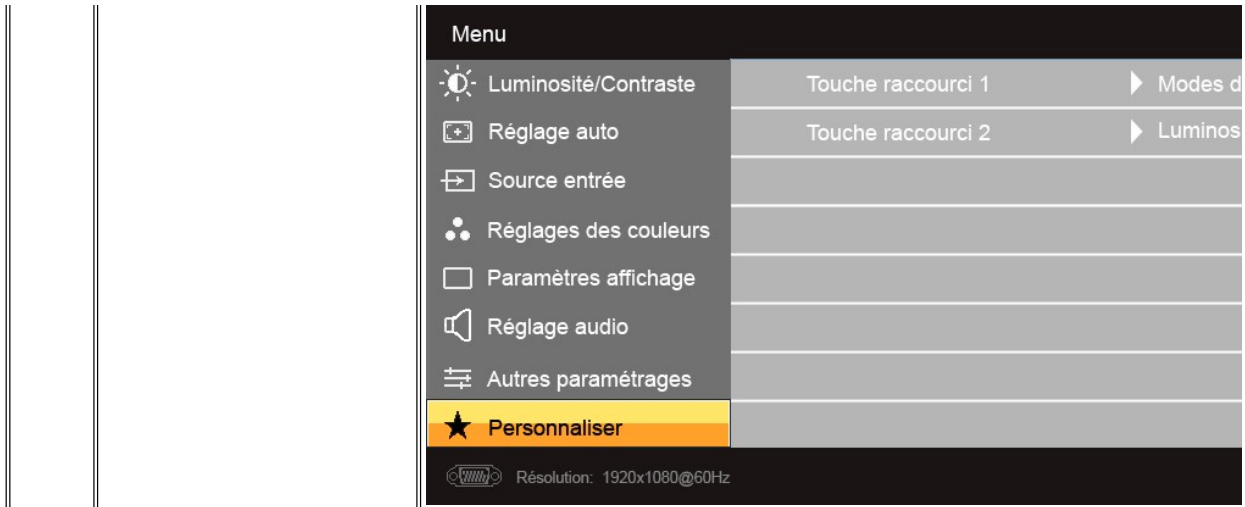 Menu
Luminosité/Contraste
Touche raccourci 1
Modes d
Réglage auto
Touche raccourci 2
Luminos
Source entrée
Réglages des couleurs
Paramètres affichage
Réglage audio
Autres paramétrages
Personnaliser
Résolution: 1920x1080@60Hz